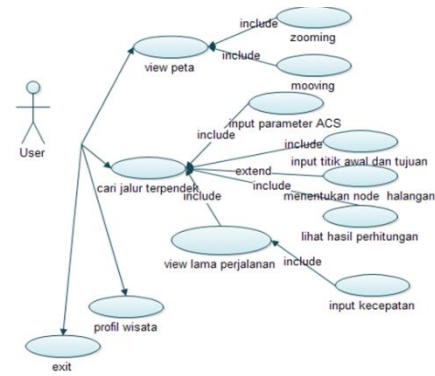 include
zooming
view peta
include
mooving
User
input parameter ACS
include
include
input titik awal dan tujuan
extend
cari jalur terpendek
include
menentukan node halangan
include
lihat hasil perhitungan
view lama perjalanan
include
input kecepatan
profil wisata
exit